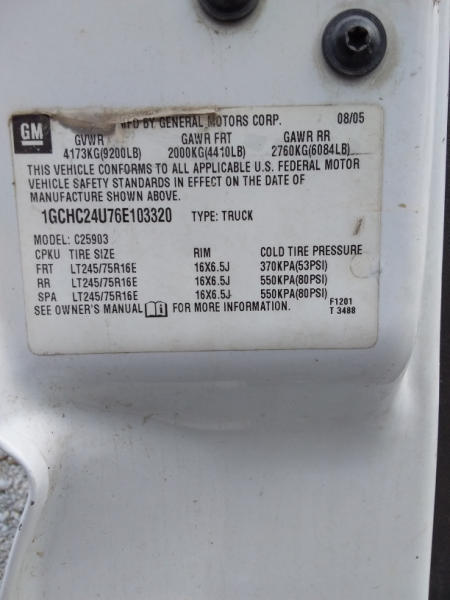 GM
MFD BY GENERAL MOTORS CORP. 08/05
GVWR GAWR FRT GAWR RR
4173KG(9200LB) 2000KG(4410LB) 2760KG(6084LB)
THIS VEHICLE CONFORMS TO ALL APPLICABLE U.S. FEDERAL MOTOR
VEHICLE SAFETY STANDARDS IN EFFECT ON THE DATE OF
MANUFACTURE SHOWN ABOVE.
1GCHC24U76E103320 TYPE: TRUCK
MODEL: C25903
CPKU TIRE SIZE RIM COLD TIRE PRESSURE
FRT LT245/75R16E 16X6.5J 370KPA(53PSI)
RR LT245/75R16E 16X6.5J 550KPA(80PSI)
SPA LT245/75R16E 16X6.5J 550KPA(80PSI)
SEE OWNER'S MANUAL FOR MORE INFORMATION. F1201
T 3488